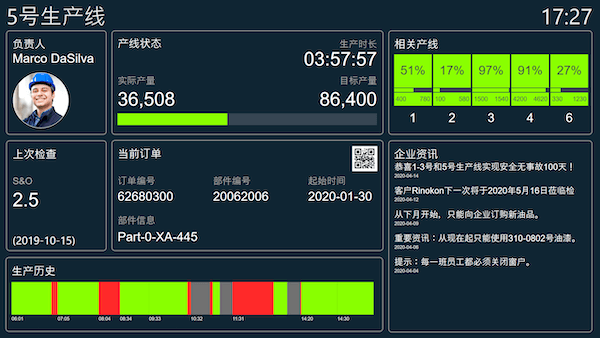 5号生产线
17:27
负责人
Marco DaSilva
产线状态
生产时长
03:57:57
实际产量
目标产量
36,508
86,400
相关产线
51% 17% 97% 91% 27%
400 780 100 580 1500 1540 4200 4620 330 1230
1 2 3 4 6
上次检查
S&O
2.5
(2019-10-15)
当前订单
订单编号 部件编号 起始时间
62680300 20062006 2020-01-30
部件信息
Part-0-XA-445
企业资讯
恭喜1-3号和5号生产线实现安全无事故100天！
2020-04-14
客户Rinokon下一次将于2020年5月16日莅临检
2020-04-12
从下月开始，只能向企业订购新油品。
2020-04-09
重要资讯：从现在起只能使用310-0802号油漆。
2020-04-06
提示：每一班员工都必须关闭窗户。
2020-04-04
生产历史
06:01 07:05 08:04 08:34 09:33 10:32 11:31 14:20 14:30